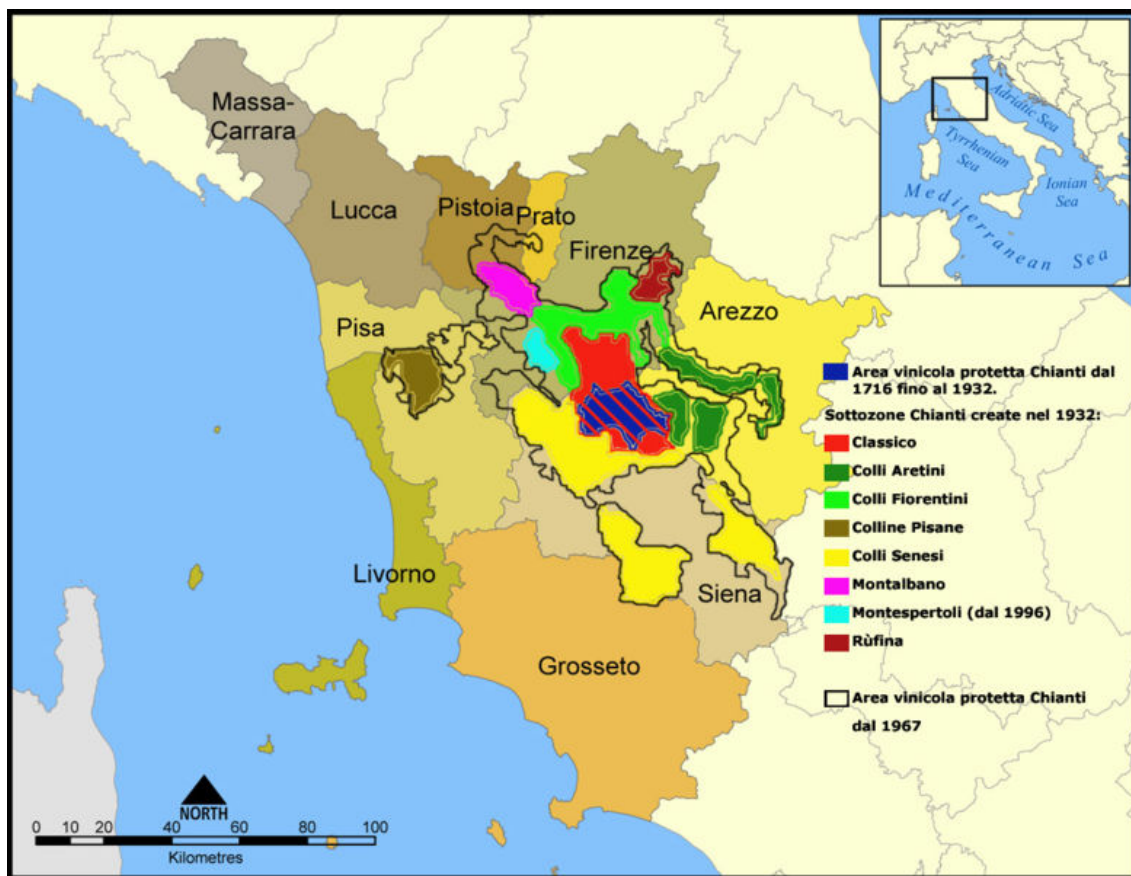 Massa-
Carrara
Lucca
Pistoia
Prato
Firenze
Pisa
Arezzo
Livorno
Siena
Grosseto
Adriatic Sea
Tyrrhenian
Sea
Ionian
Sea
Mediterranean Sea
Area vinicola protetta Chianti dal
1716 fino al 1932.
Sottozone Chianti create nel 1932:
Classico
Colli Aretini
Colli Fiorentini
Colline Pisane
Colli Senesi
Montalbano
Montespertoli (dal 1996)
Rùfina
Area vinicola protetta Chianti
dal 1967
NORTH
0 10 20 40 60 80 100
Kilometres